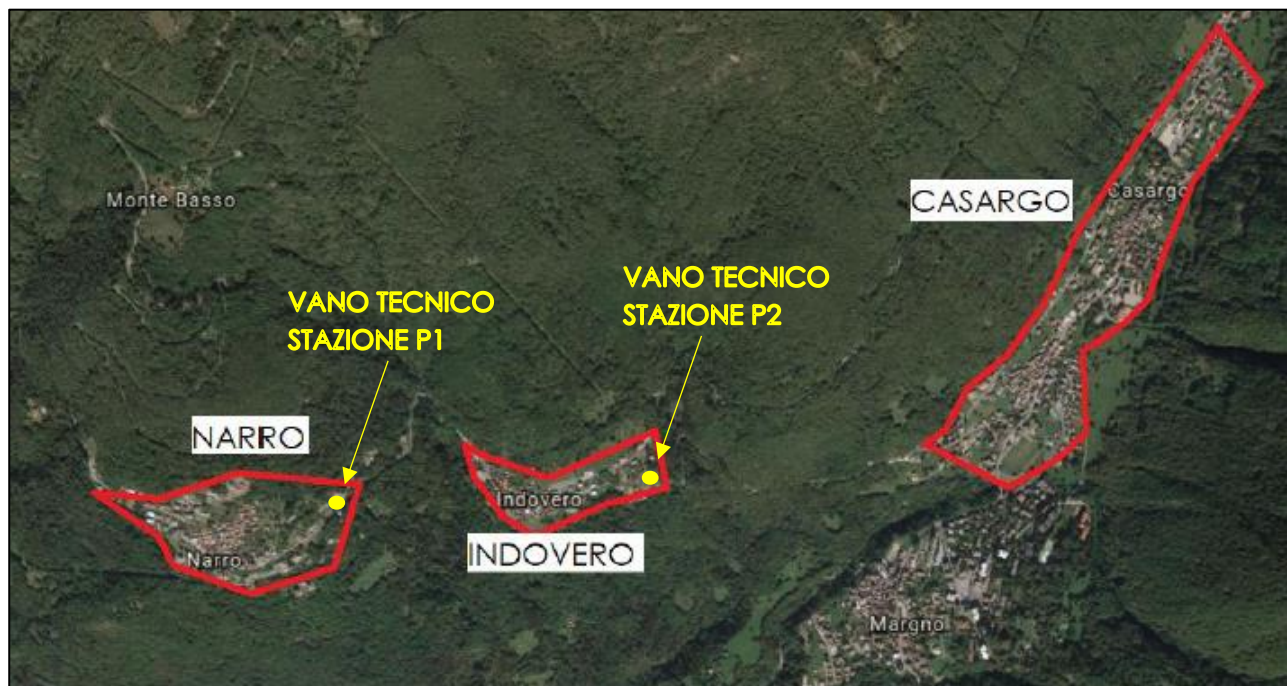 Casargo
CASARGO
Monte Basso
VANO TECNICO
STAZIONE P1
VANO TECNICO
STAZIONE P2
NARRO
Indovero
Narro
INDOVERO
Margno